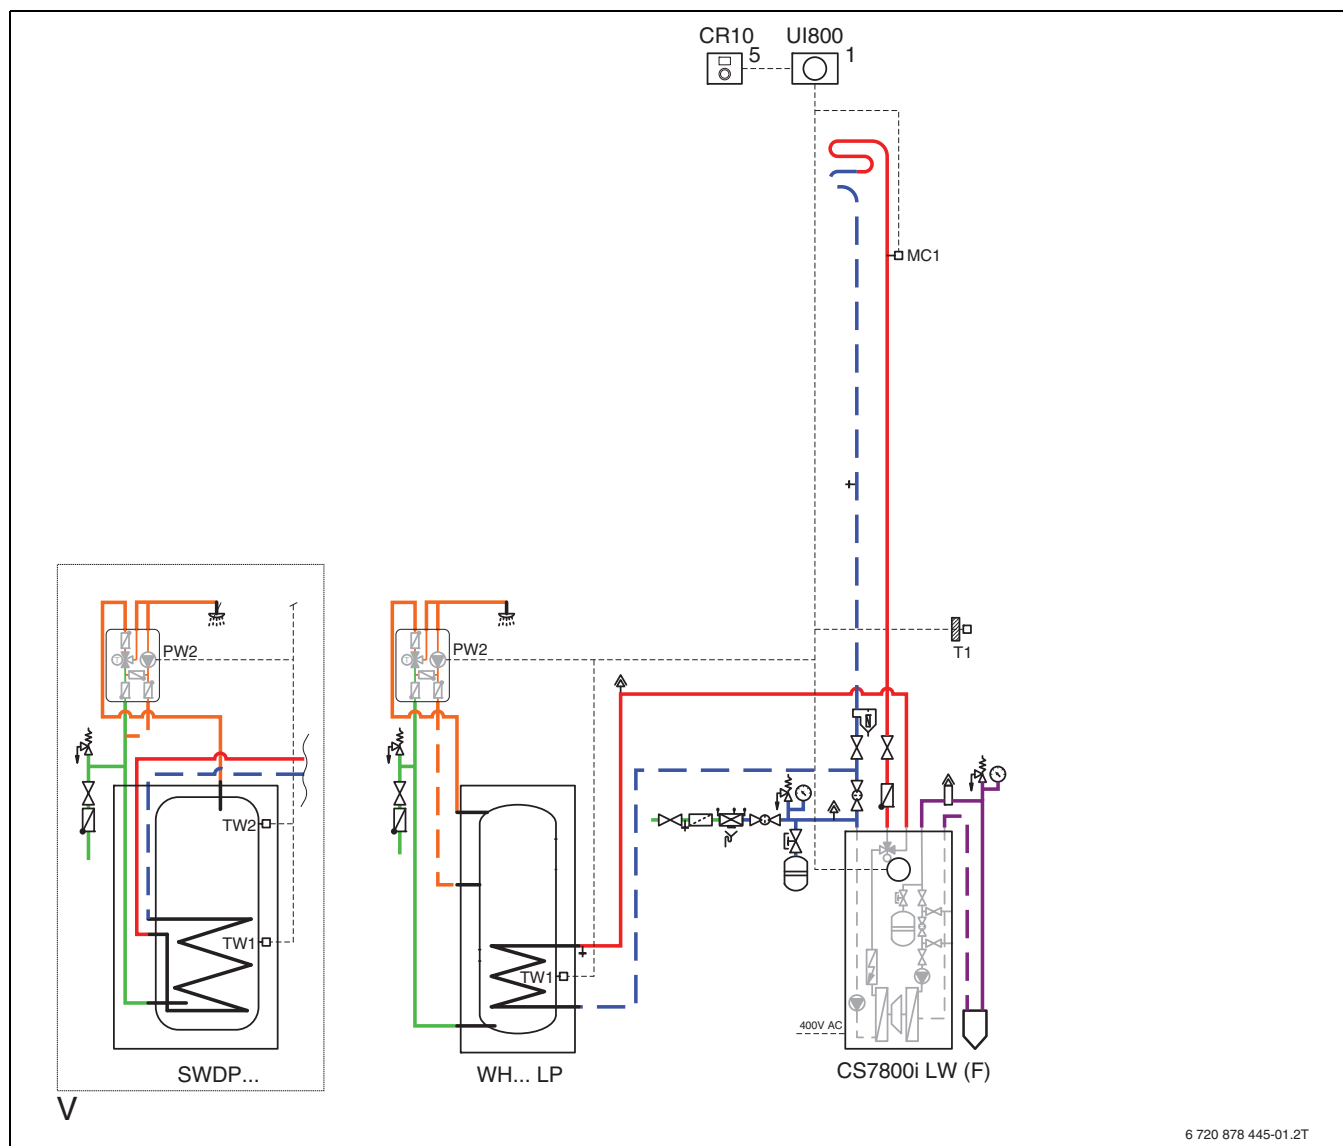 CR10 UI800
5 1
MC1
T1
PW2 PW2
T T
TW2
TW1
TW1
400V AC
SWDP...
WH... LP
CS7800i LW (F)
V
6 720 878 445-01.2T